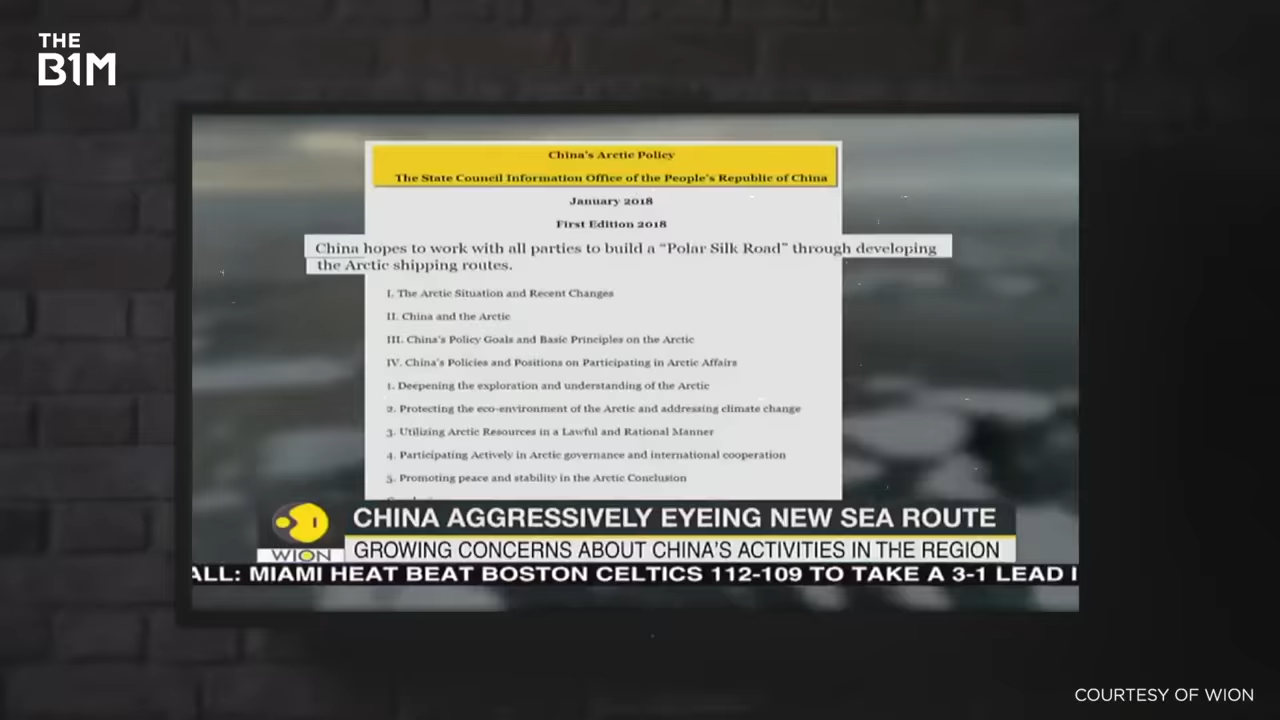 THE
B1M
China's Arctic Policy
The State Council Information Office of the People's Republic of China
January 2018
First Edition 2018
China hopes to work with all parties to build a "Polar Silk Road" through developing
the Arctic shipping routes.
I. The Arctic Situation and Recent Changes
II. China and the Arctic
III. China's Policy Goals and Basic Principles on the Arctic
IV. China's Policies and Positions on Participating in Arctic Affairs
1. Deepening the exploration and understanding of the Arctic
2. Protecting the eco-environment of the Arctic and addressing climate change
3. Utilizing Arctic Resources in a Lawful and Rational Manner
4. Participating Actively in Arctic governance and international cooperation
5. Promoting peace and stability in the Arctic Conclusion
CHINA AGGRESSIVELY EYEING NEW SEA ROUTE
WION
GROWING CONCERNS ABOUT CHINA'S ACTIVITIES IN THE REGION
ALL: MIAMI HEAT BEAT BOSTON CELTICS 112-109 TO TAKE A 3-1 LEAD I
COURTESY OF WION